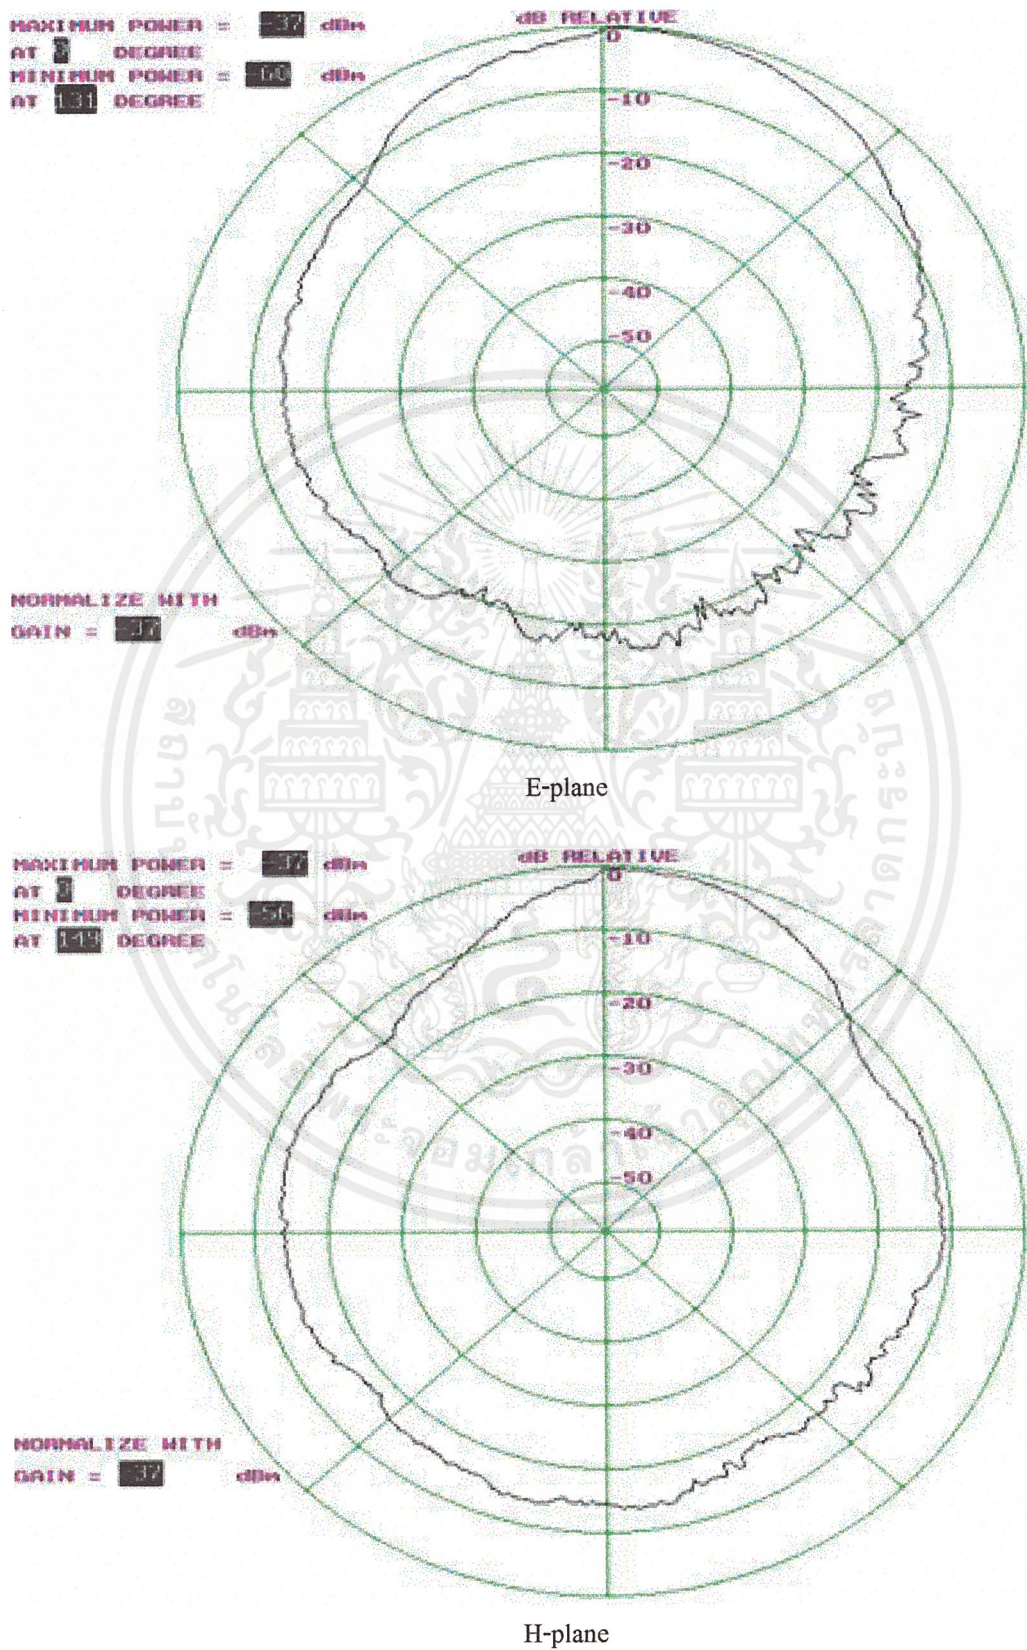 MAXIMUM POWER = -37 dBm
AT 3 DEGREE
MINIMUM POWER = -60 dBm
AT 131 DEGREE
dB RELATIVE
0
-10
-20
-30
-40
-50
NORMALIZE WITH
GAIN = -37 dBm
E-plane
MAXIMUM POWER = -37 dBm
AT 3 DEGREE
MINIMUM POWER = -56 dBm
AT 149 DEGREE
dB RELATIVE
0
-10
-20
-30
-40
-50
NORMALIZE WITH
GAIN = -37 dBm
H-plane